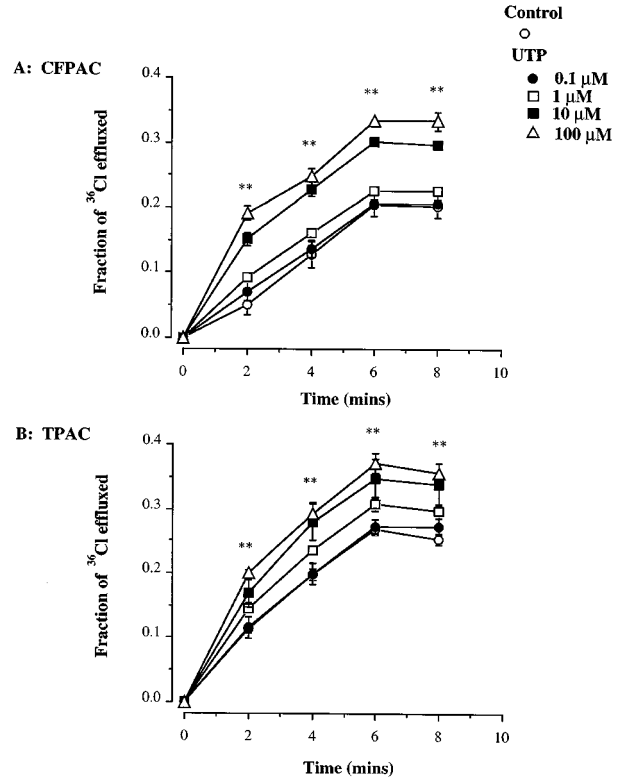 Control
UTP
0.1 µM
1 µM
10 µM
100 µM
A: CFPAC
**
**
**
**
0.4
0.3
0.2
0.1
0.0
Fraction of ³⁶Cl effluxed
0 2 4 6 8 10
Time (mins)
B: TPAC
**
**
**
**
0.4
0.3
0.2
0.1
0.0
Fraction of ³⁶Cl effluxed
0 2 4 6 8 10
Time (mins)